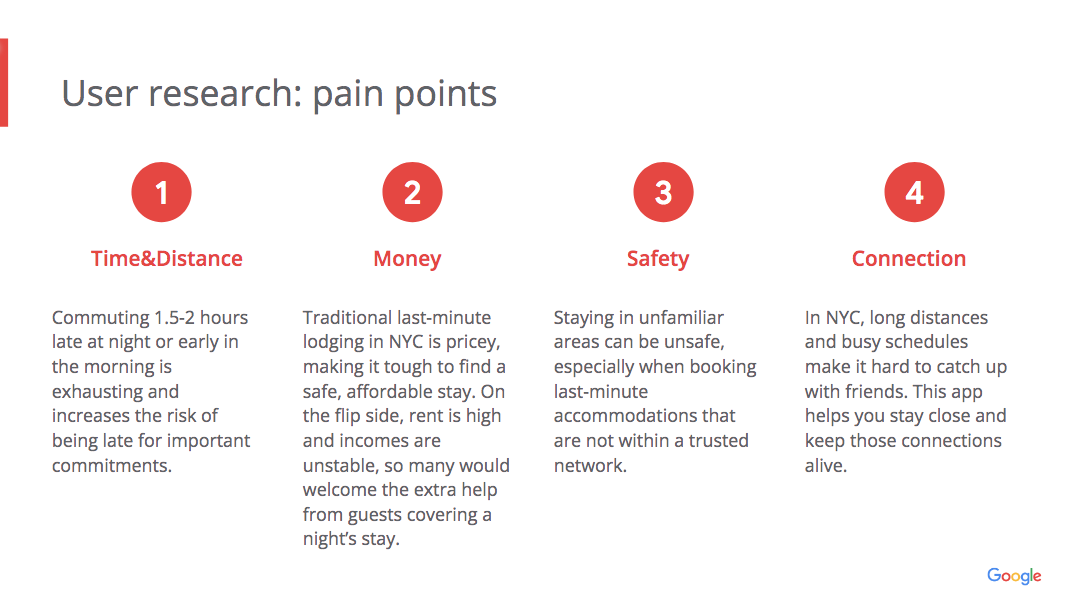 User research: pain points
1
Time&Distance
Commuting 1.5-2 hours
late at night or early in
the morning is
exhausting and
increases the risk of
being late for important
commitments.
2
Money
Traditional last-minute
lodging in NYC is pricey,
making it tough to find a
safe, affordable stay. On
the flip side, rent is high
and incomes are
unstable, so many would
welcome the extra help
from guests covering a
night’s stay.
3
Safety
Staying in unfamiliar
areas can be unsafe,
especially when booking
last-minute
accommodations that
are not within a trusted
network.
4
Connection
In NYC, long distances
and busy schedules
make it hard to catch up
with friends. This app
helps you stay close and
keep those connections
alive.
Google